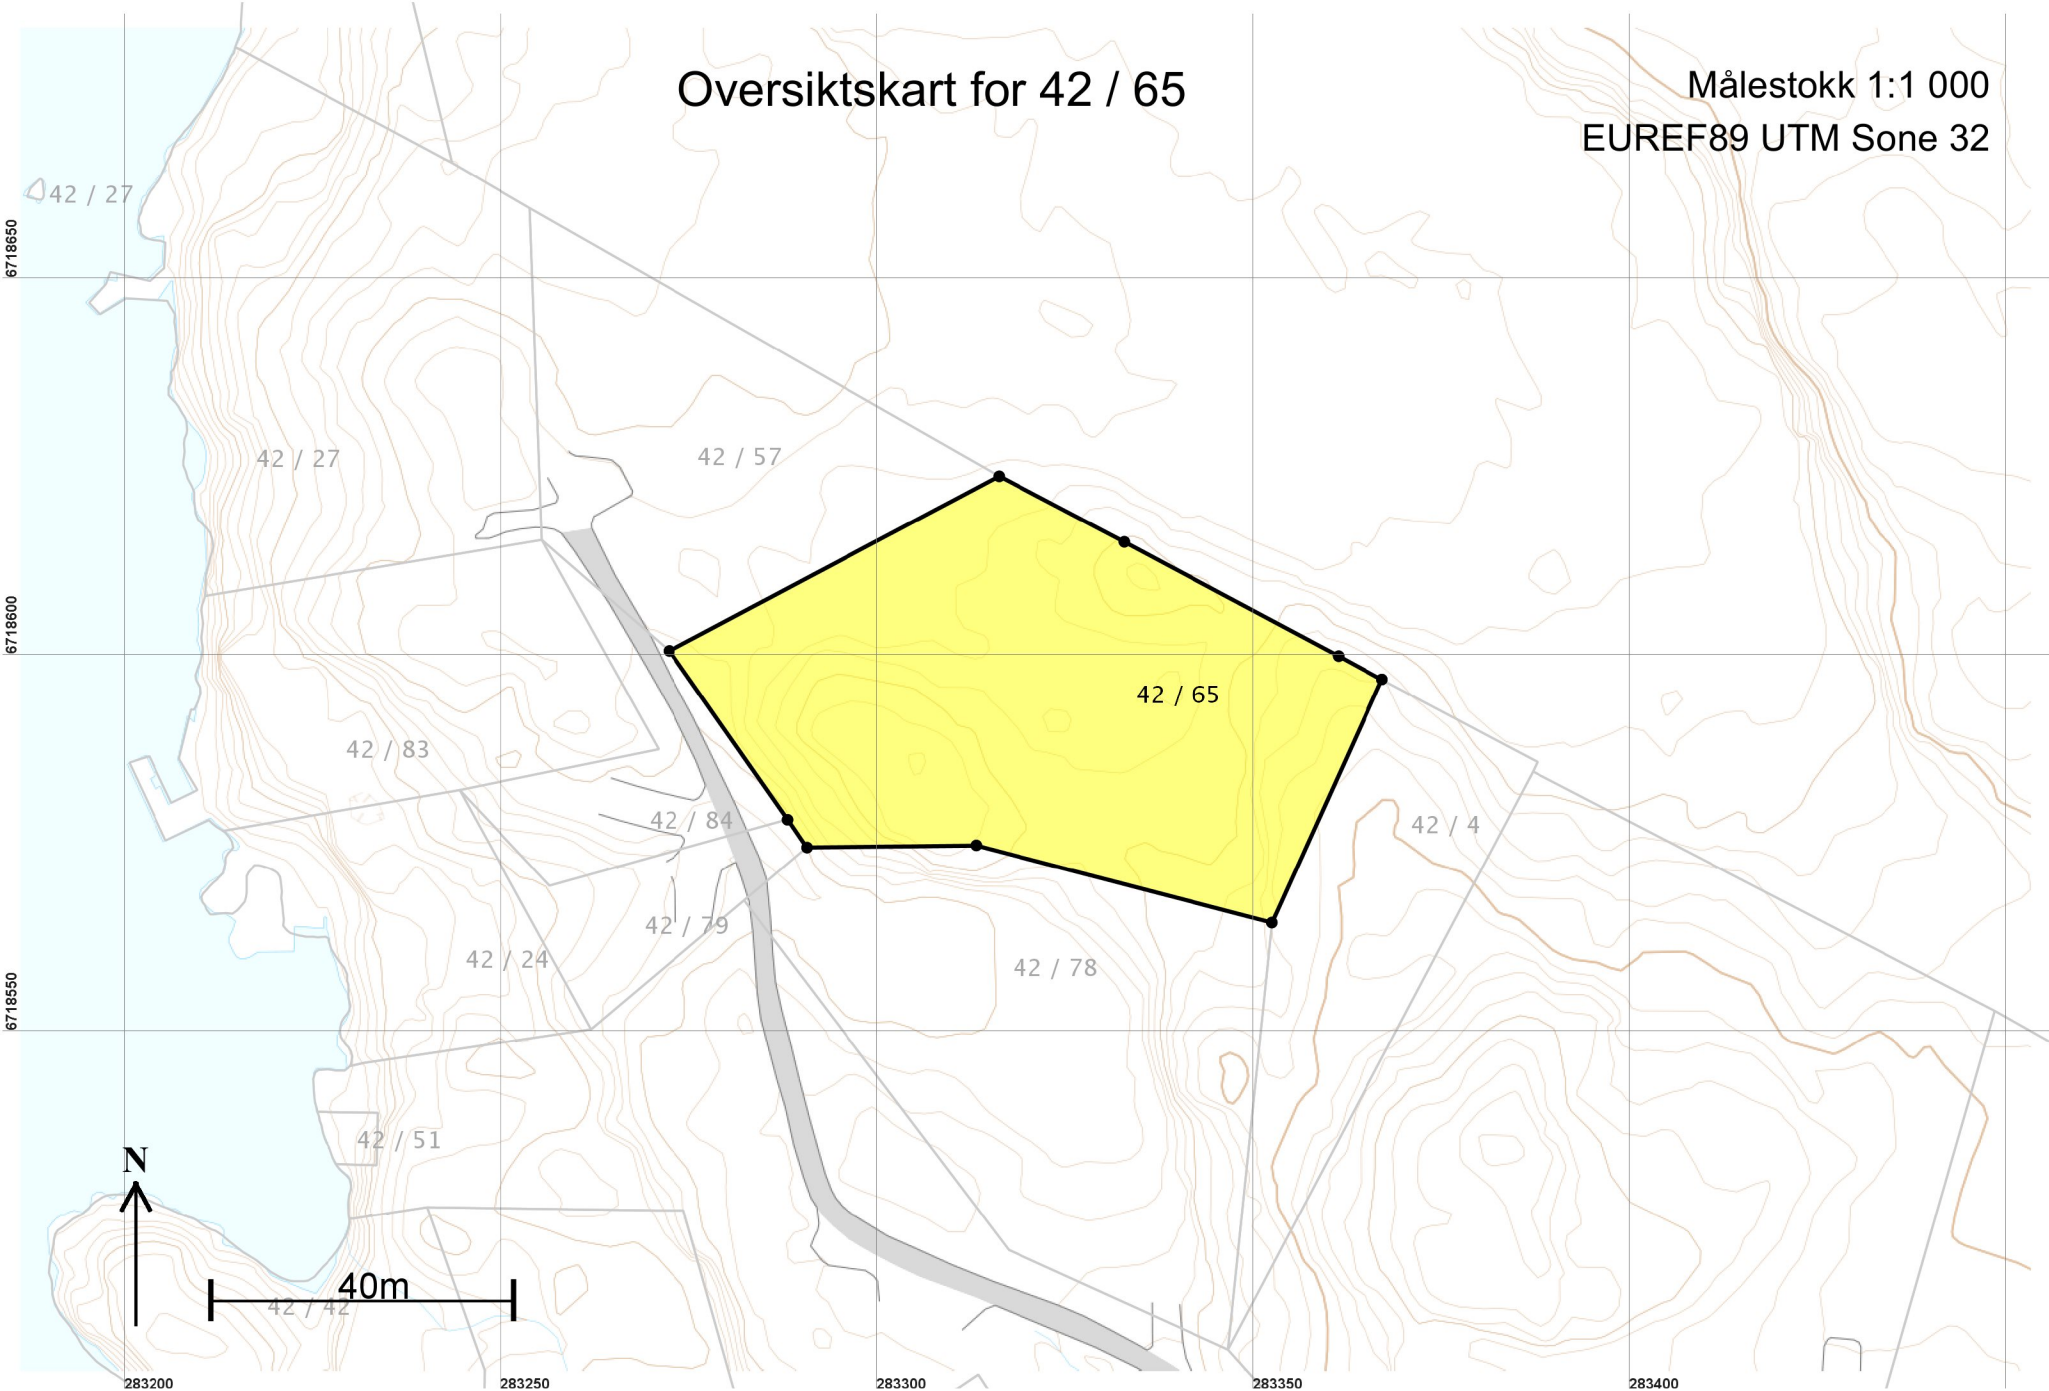 Oversiktskart for 42 / 65
Målestokk 1:1 000
EUREF89 UTM Sone 32
42 / 27
6718650
42 / 27
42 / 57
6718600
42 / 65
42 / 83
42 / 84
42 / 4
42 / 79
42 / 24
42 / 78
6718550
42 / 51
N
40m
42 / 42
283200
283250
283300
283350
283400